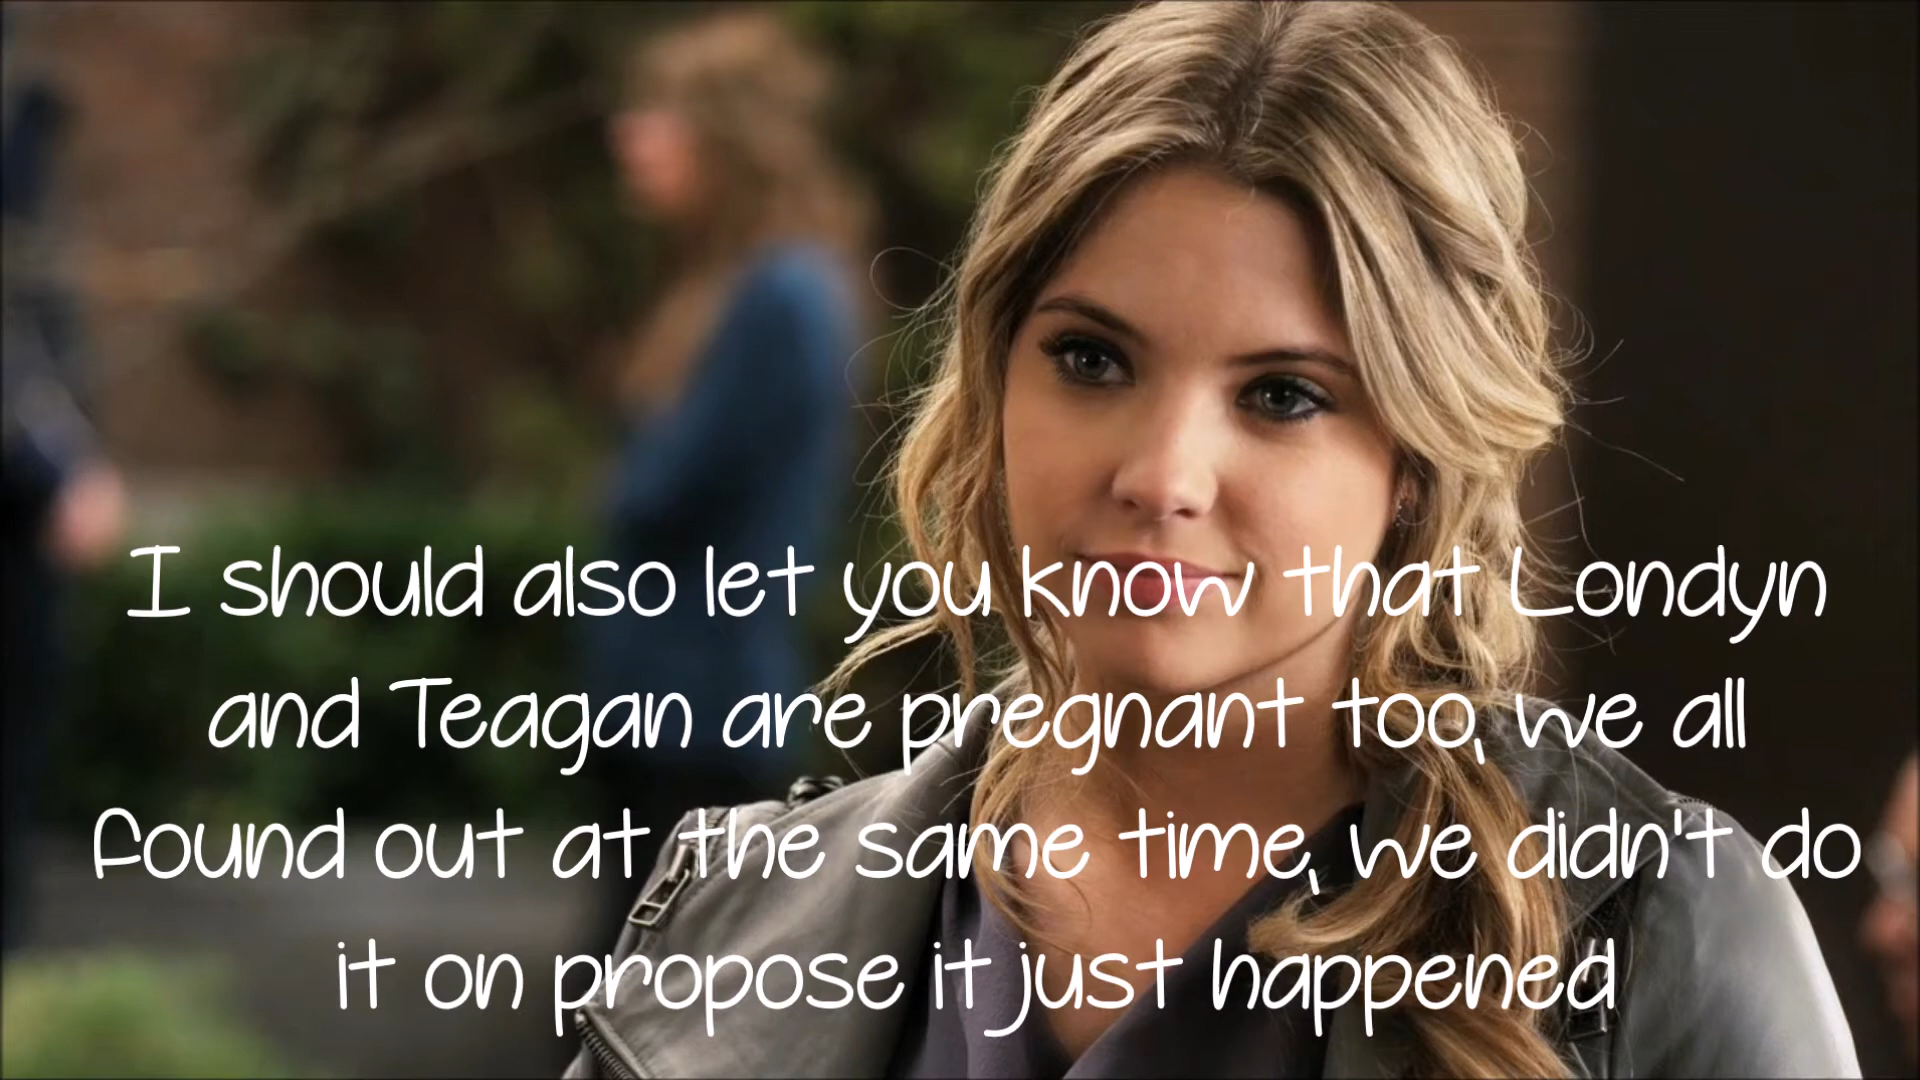 I should also let you know that Londyn
and Teagan are pregnant too, we all
found out at the same time, we didn't do
it on propose it just happened